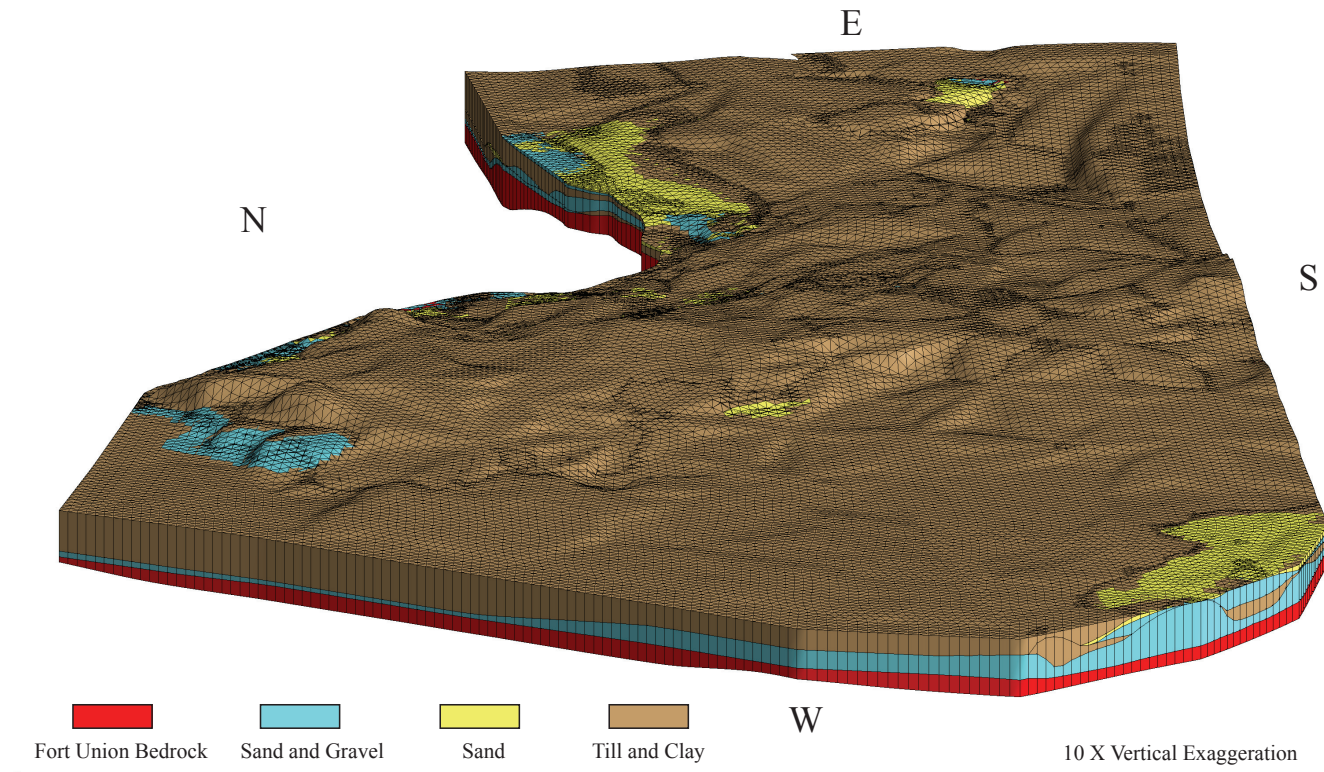 E
N
S
W
Fort Union Bedrock
Sand and Gravel
Sand
Till and Clay
10 X Vertical Exaggeration